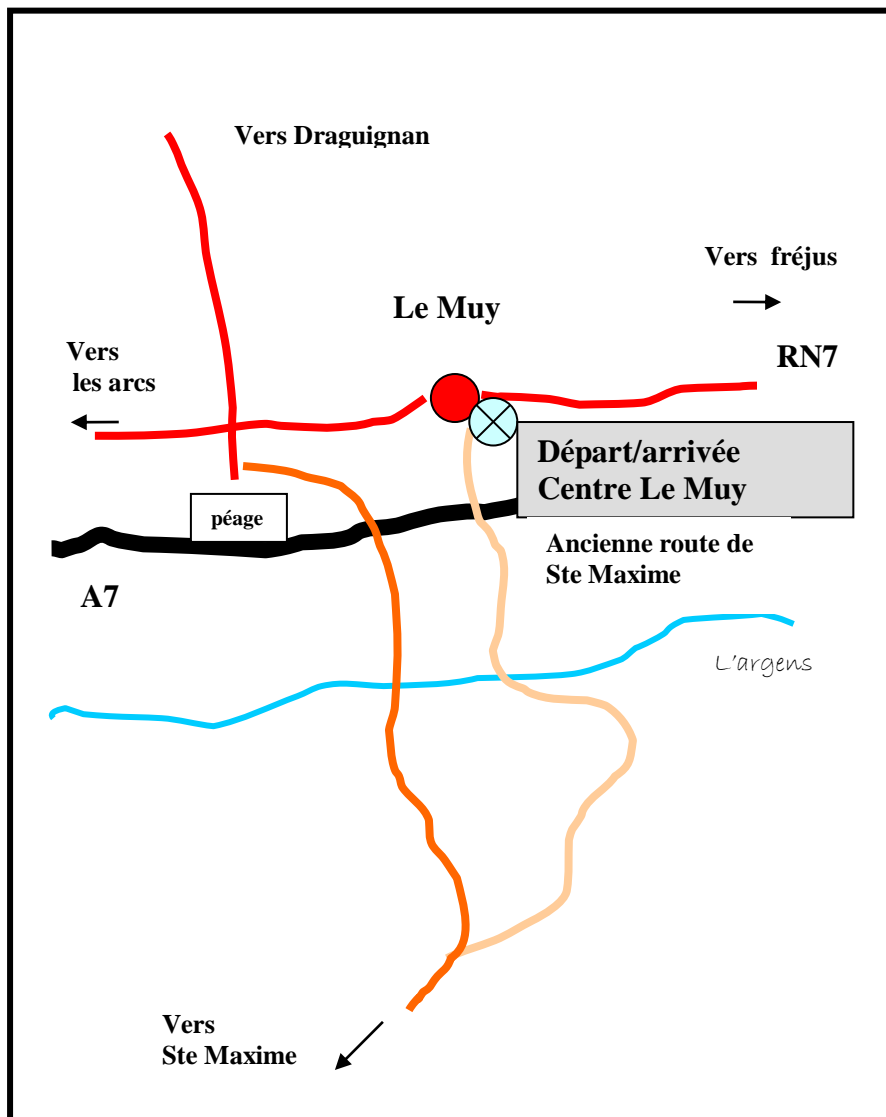 Vers Draguignan
Vers fréjus
Le Muy
RN7
Vers
les arcs
Départ/arrivée
Centre Le Muy
péage
Ancienne route de
Ste Maxime
A7
L'argens
Vers
Ste Maxime